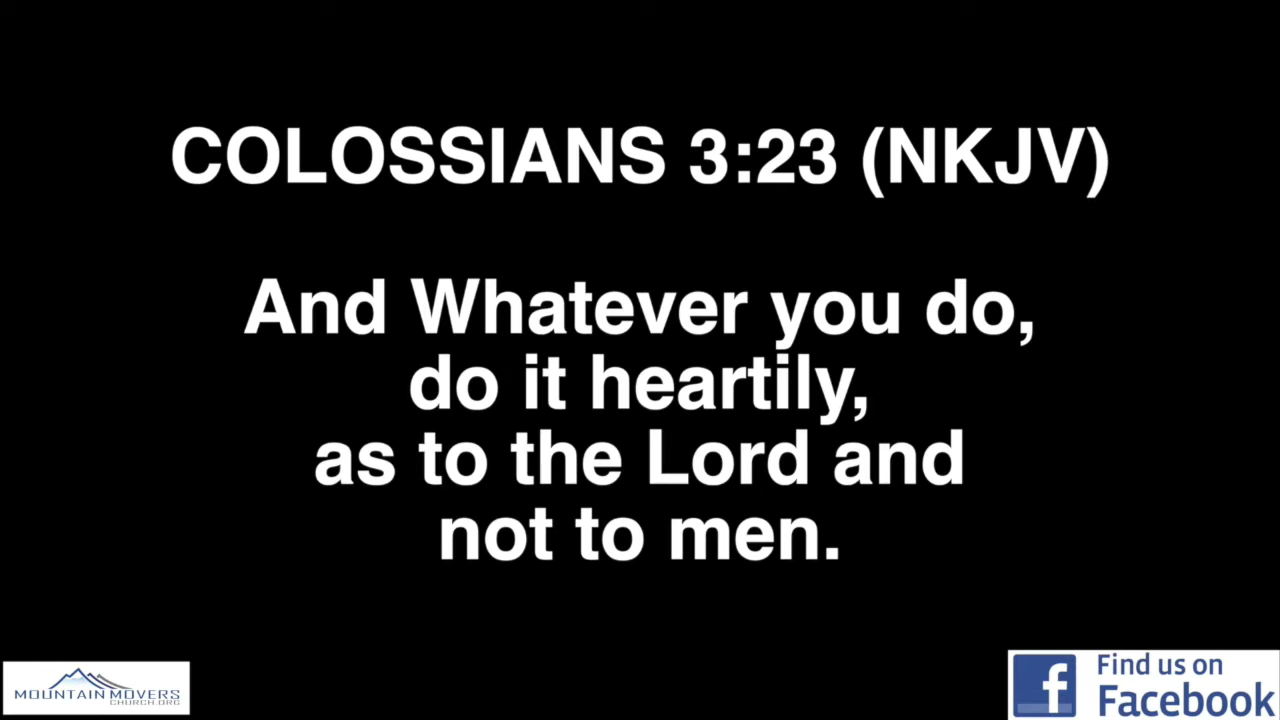 COLOSSIANS 3:23 (NKJV)
And Whatever you do,
do it heartily,
as to the Lord and
not to men.
MOUNTAIN MOVERS
CHURCH.ORG
f
Find us on
Facebook